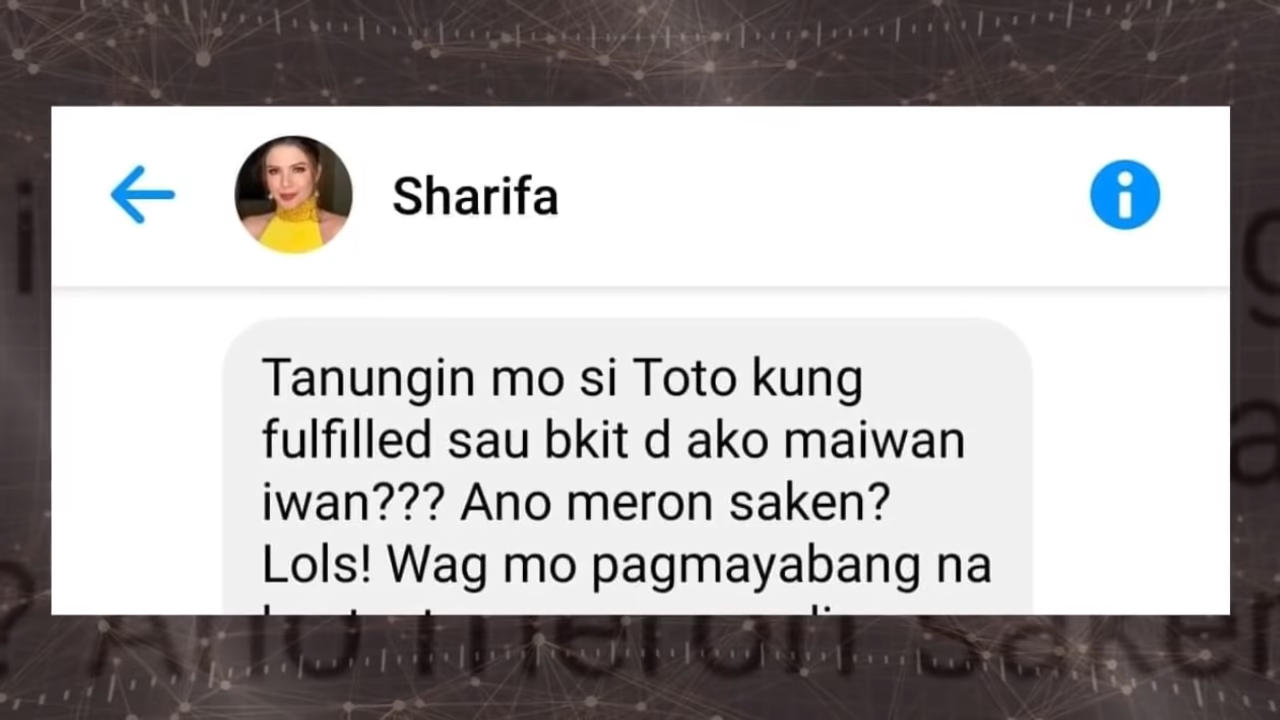 Sharifa
Tanungin mo si Toto kung
fulfilled sau bkit d ako maiwan
iwan??? Ano meron saken?
Lols! Wag mo pagmayabang na